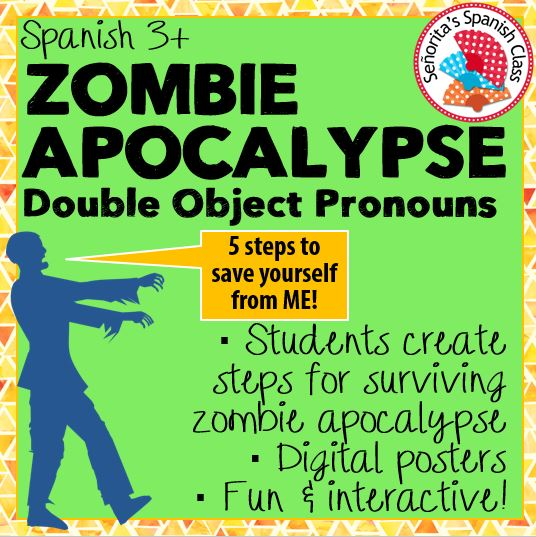 Spanish 3+
Señorita's Spanish Class
ZOMBIE
APOCALYPSE
Double Object Pronouns
5 steps to
save yourself
from ME!
▪ Students create
steps for surviving
zombie apocalypse
▪ Digital posters
▪ Fun & interactive!